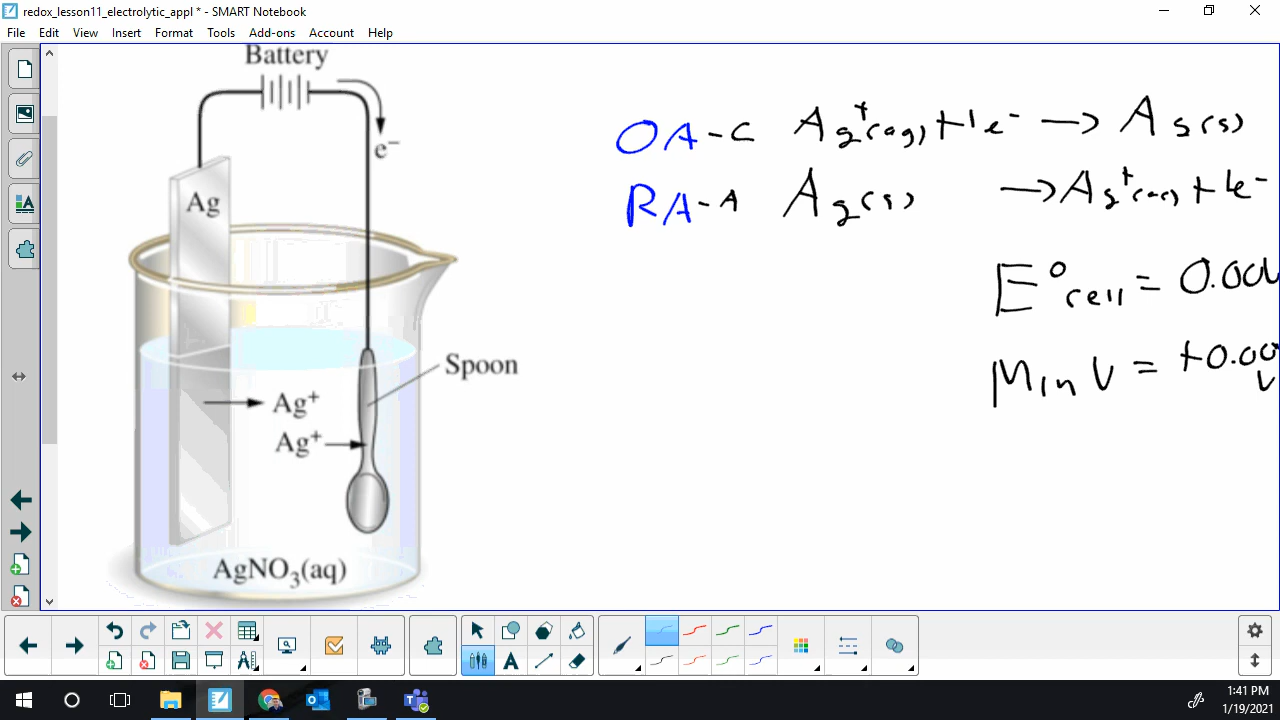 redox_lesson11_electrolytic_appl * - SMART Notebook
File Edit View Insert Format Tools Add-ons Account Help
Battery
e⁻
Ag
Spoon
Ag⁺
Ag⁺
AgNO₃(aq)
OA-C Ag⁺(aq) + 1e⁻ → Ag(s)
RA-A Ag(s) → Ag⁺(aq) + 1e⁻
E°cell = 0.00
Min V = +0.00
V
A
1:41 PM
1/19/2021